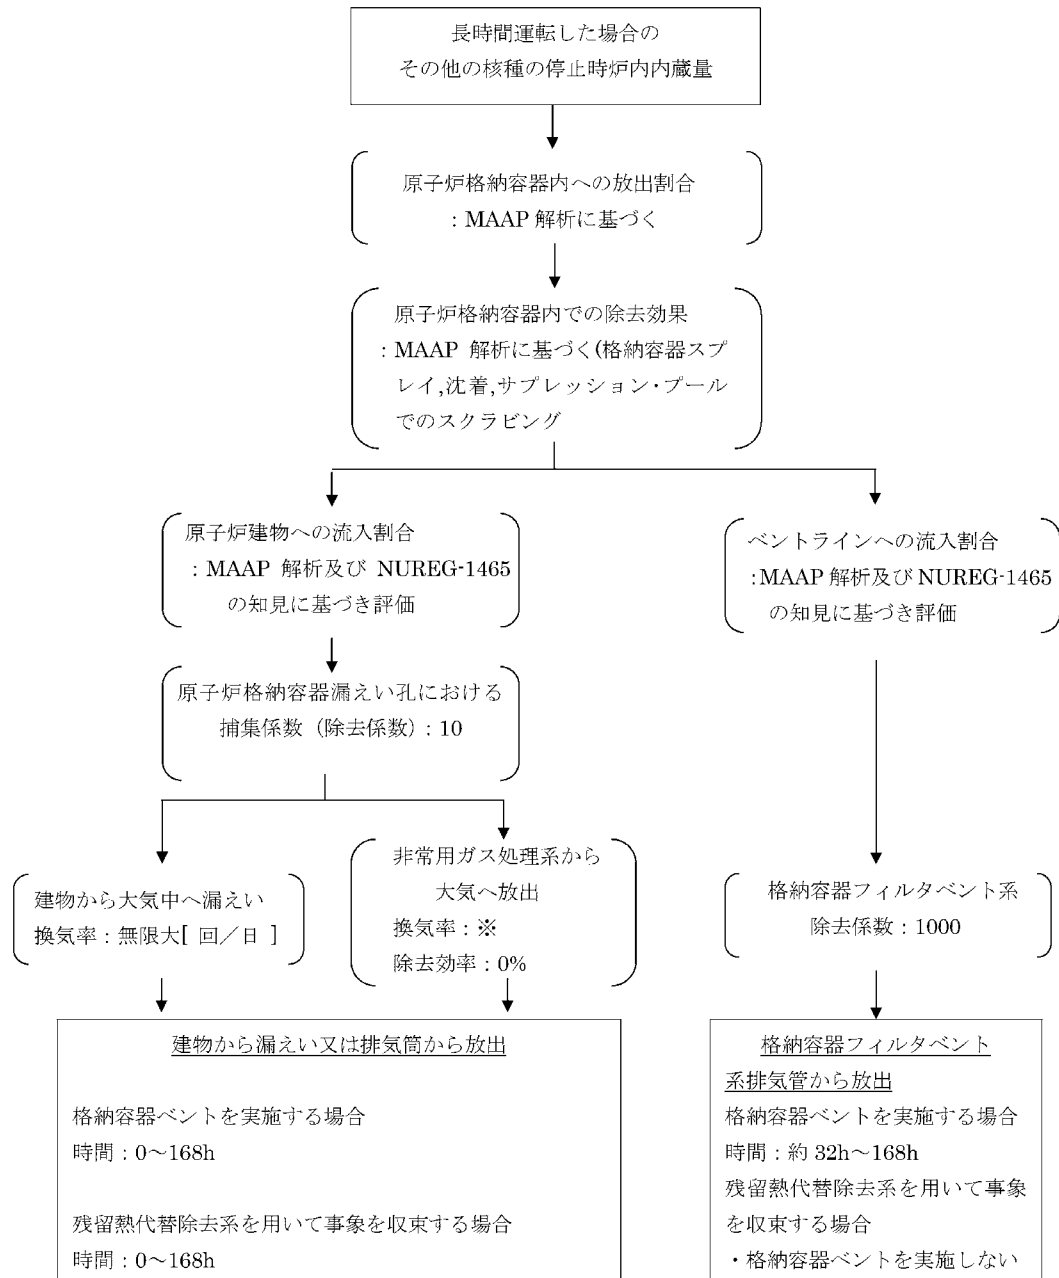 長時間運転した場合の
その他の核種の停止時炉内内蔵量
原子炉格納容器内への放出割合
：MAAP 解析に基づく
原子炉格納容器内での除去効果
：MAAP 解析に基づく(格納容器スプ
レイ,沈着,サプレッション・プール
でのスクラビング
原子炉建物への流入割合
：MAAP 解析及び NUREG-1465
の知見に基づき評価
ベントラインへの流入割合
：MAAP 解析及び NUREG-1465
の知見に基づき評価
原子炉格納容器漏えい孔における
捕集係数（除去係数）：10
建物から大気中へ漏えい
換気率：無限大[ 回／日 ]
非常用ガス処理系から
大気へ放出
換気率：※
除去効率：0%
格納容器フィルタベント系
除去係数：1000
建物から漏えい又は排気筒から放出
格納容器ベントを実施する場合
時間：0～168h
残留熱代替除去系を用いて事象を収束する場合
時間：0～168h
格納容器フィルタベント
系排気管から放出
格納容器ベントを実施する場合
時間：約 32h～168h
残留熱代替除去系を用いて事象
を収束する場合
・格納容器ベントを実施しない